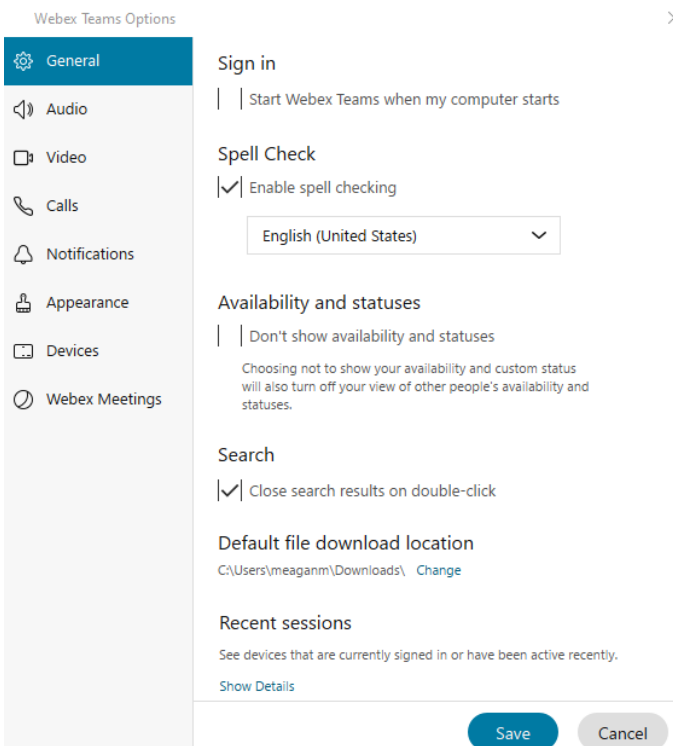 Webex Teams Options
General
Audio
Video
Calls
Notifications
Appearance
Devices
Webex Meetings
Sign in
Start Webex Teams when my computer starts
Spell Check
Enable spell checking
English (United States)
Availability and statuses
Don't show availability and statuses
Choosing not to show your availability and custom status
will also turn off your view of other people's availability and
statuses.
Search
Close search results on double-click
Default file download location
C:\Users\meaganm\Downloads\ Change
Recent sessions
See devices that are currently signed in or have been active recently.
Show Details
Save Cancel